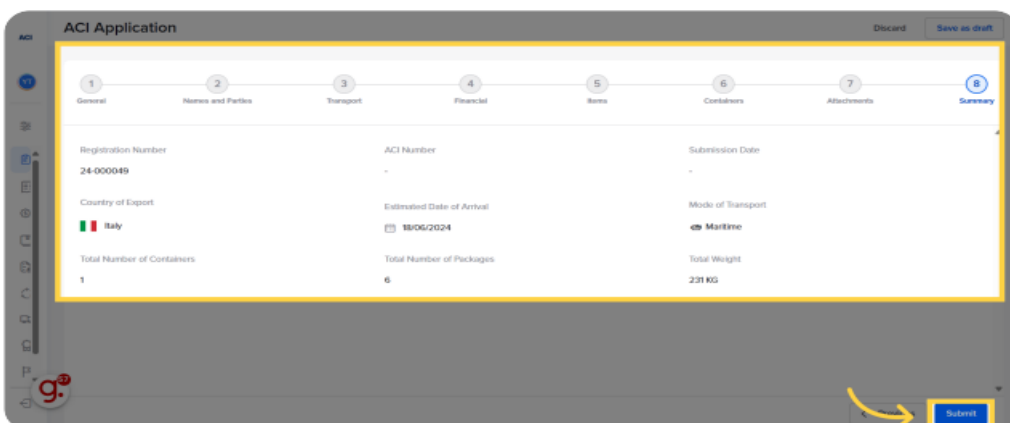 ACI
ACI Application
Discard
Save as draft
YT
1
2
3
4
5
6
7
8
General
Names and Parties
Transport
Financial
Items
Containers
Attachments
Summary
Registration Number
ACI Number
Submission Date
24-000049
-
-
Country of Export
Estimated Date of Arrival
Mode of Transport
Italy
18/06/2024
Maritime
Total Number of Containers
Total Number of Packages
Total Weight
1
6
231 KG
g.
37
Submit